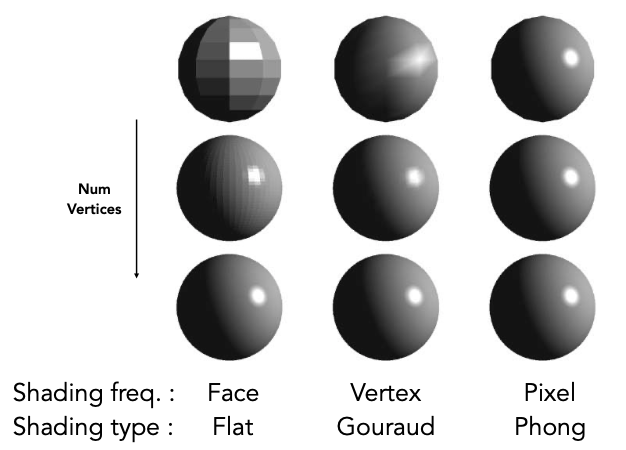 Num
Vertices
Shading freq. : Face Vertex Pixel
Shading type : Flat Gouraud Phong